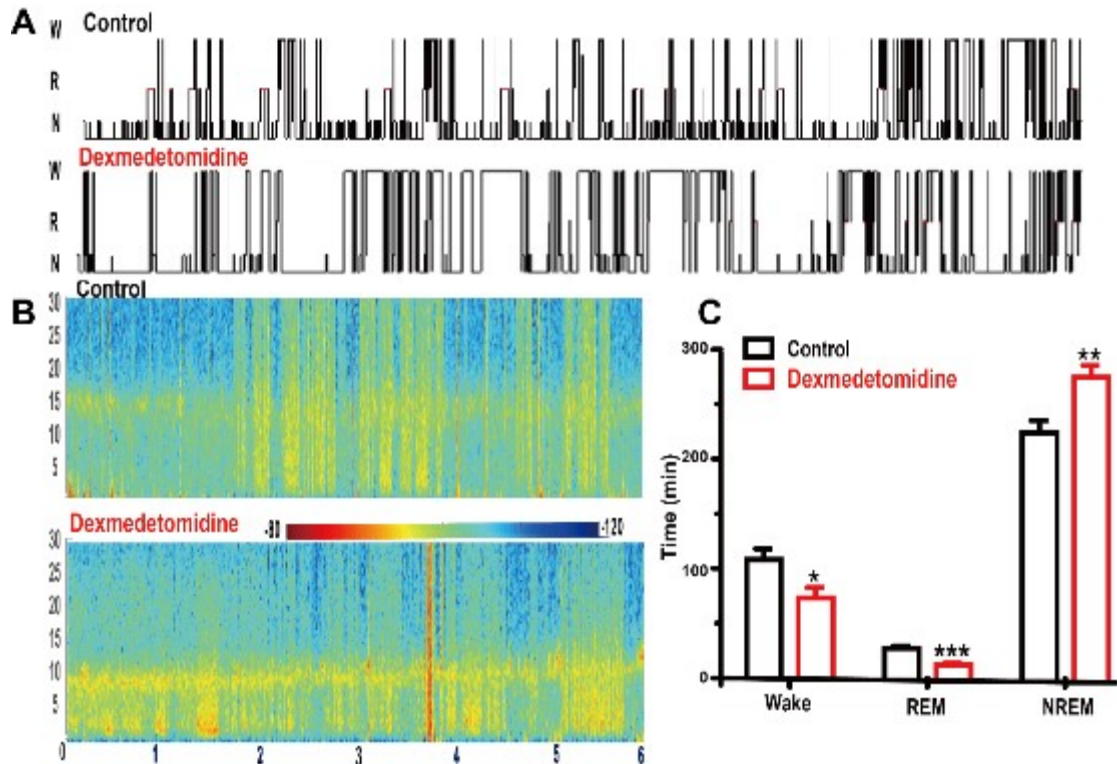 A
Control
W
R
N
Dexmedetomidine
W
R
N
B
Control
30
25
20
15
10
5
Dexmedetomidine
-80
-120
30
25
20
15
10
5
0 1 2 3 4 5 6
C
Control
Dexmedetomidine
Time (min)
300
200
100
0
*
***
**
Wake REM NREM